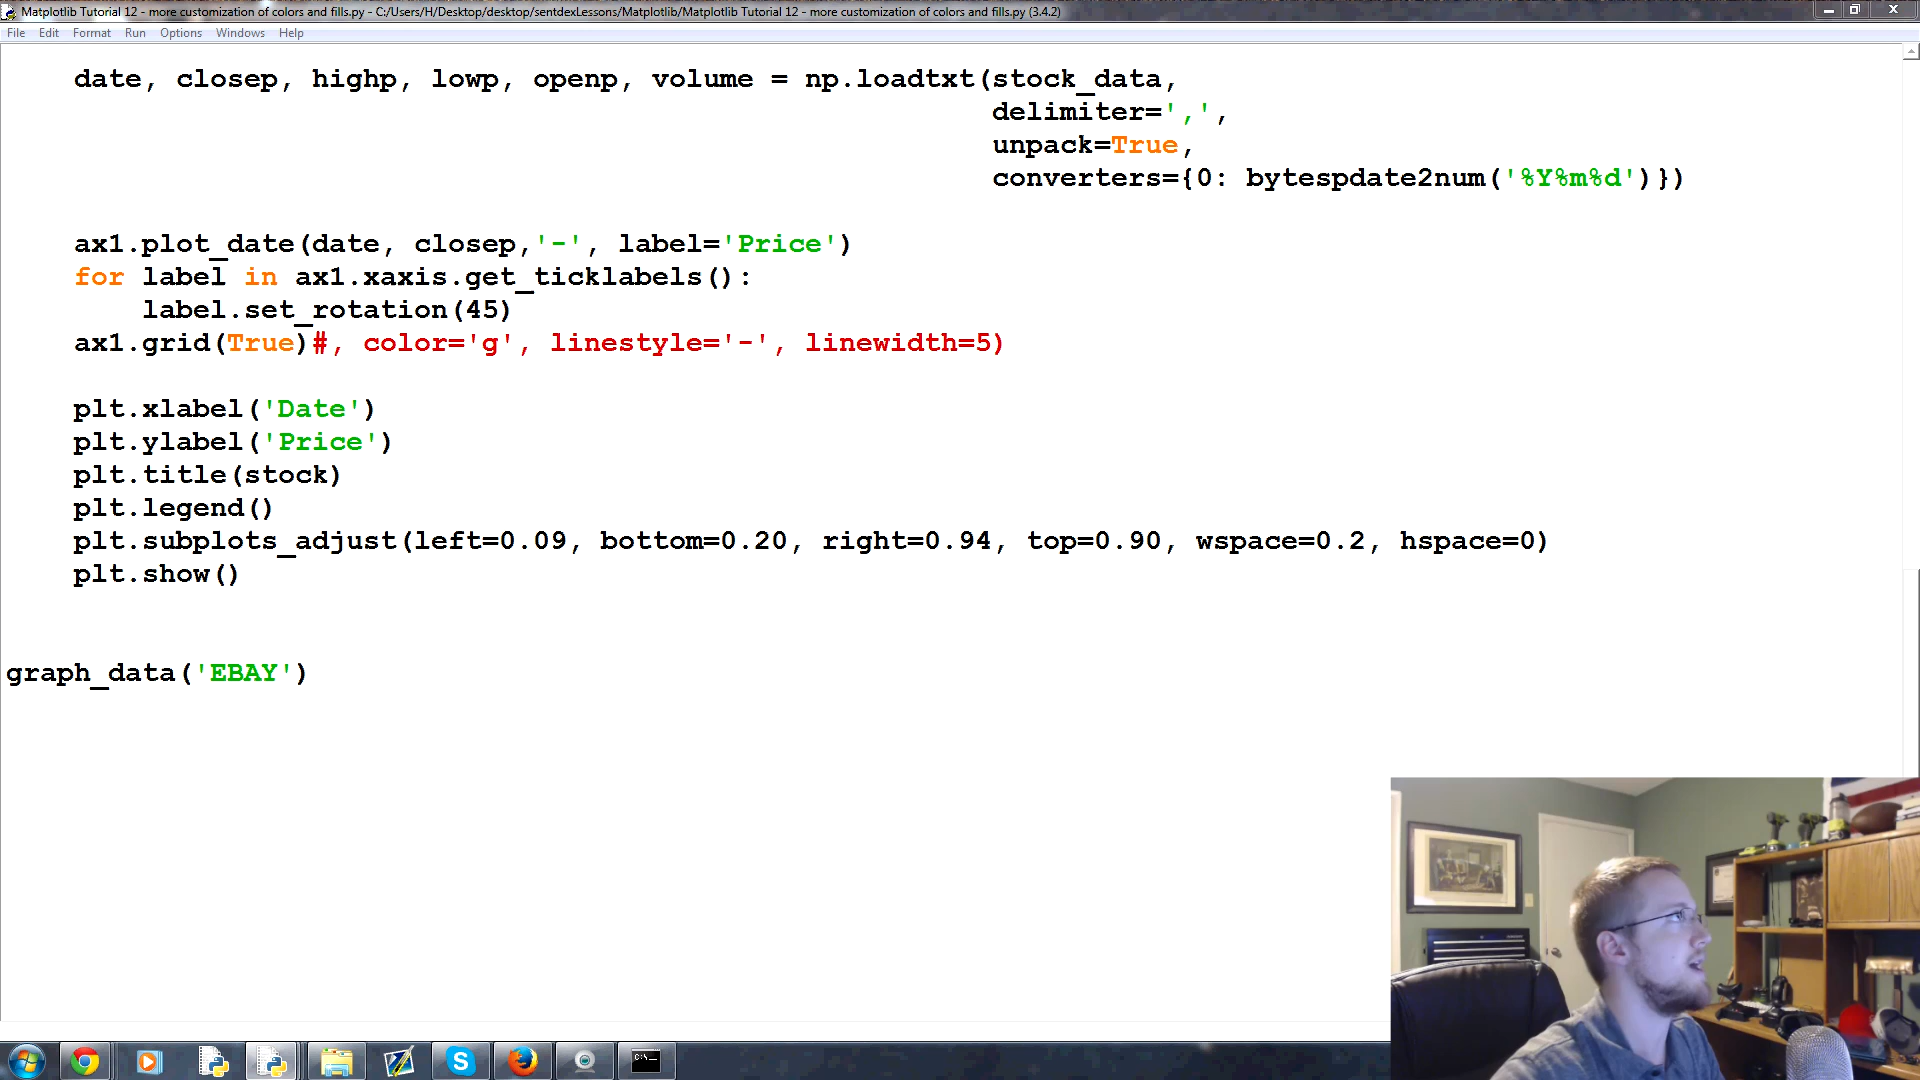 Matplotlib Tutorial 12 - more customization of colors and fills.py - C:/Users/H/Desktop/desktop/sentdexLessons/Matplotlib/Matplotlib Tutorial 12 - more customization of colors and fills.py (3.4.2)
File Edit Format Run Options Windows Help
date, closep, highp, lowp, openp, volume = np.loadtxt(stock_data,
delimiter=',',
unpack=True,
converters={0: bytespdate2num('%Y%m%d')})
ax1.plot_date(date, closep,'-', label='Price')
for label in ax1.xaxis.get_ticklabels():
label.set_rotation(45)
ax1.grid(True)#, color='g', linestyle='-', linewidth=5)
plt.xlabel('Date')
plt.ylabel('Price')
plt.title(stock)
plt.legend()
plt.subplots_adjust(left=0.09, bottom=0.20, right=0.94, top=0.90, wspace=0.2, hspace=0)
plt.show()
graph_data('EBAY')